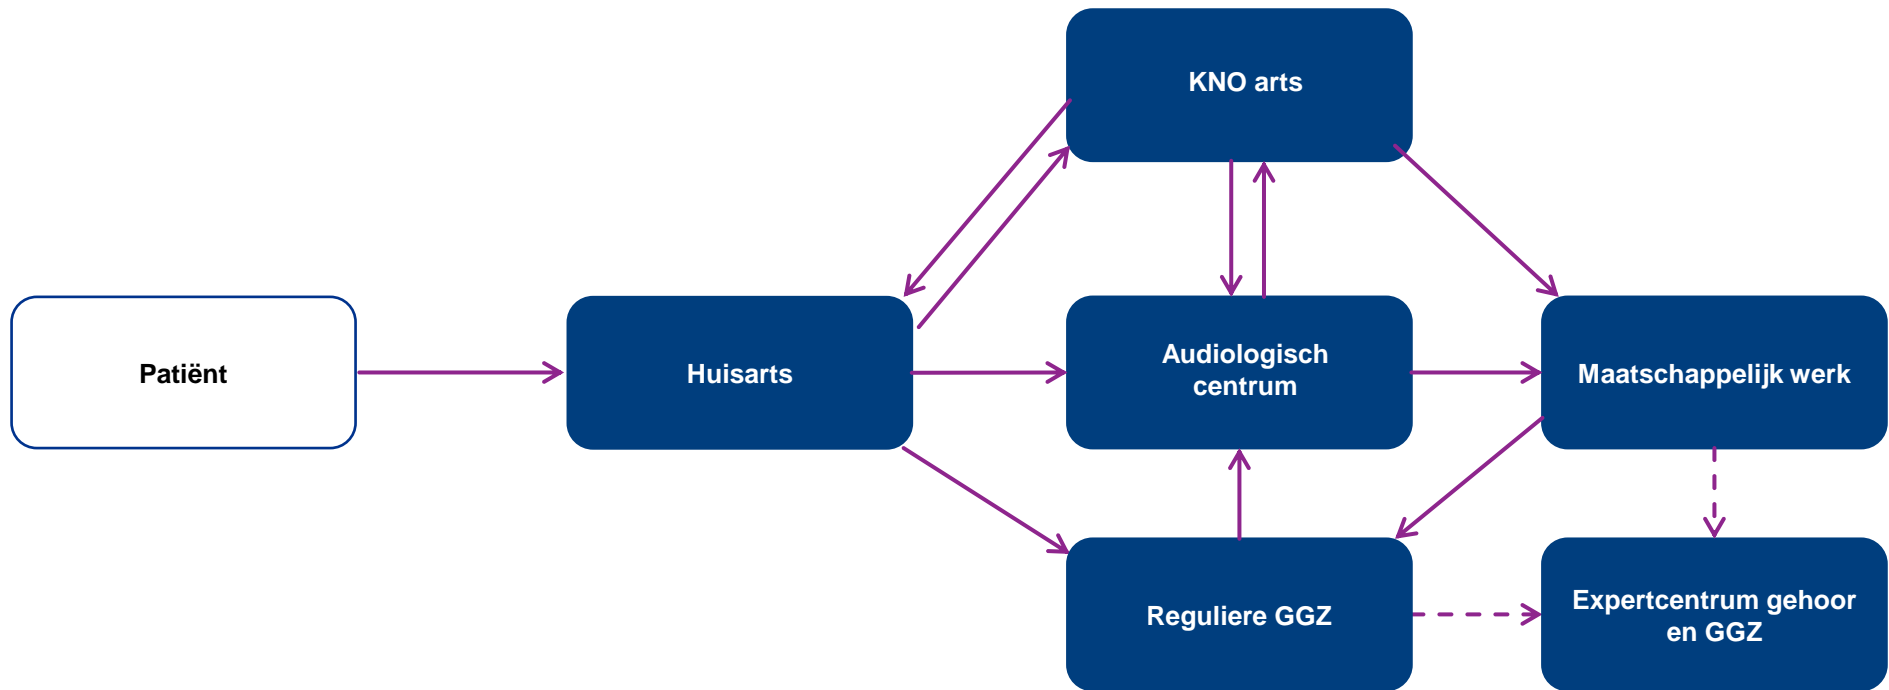 KNO arts
Patiënt
Huisarts
Audiologisch
centrum
Maatschappelijk werk
Reguliere GGZ
Expertcentrum gehoor
en GGZ